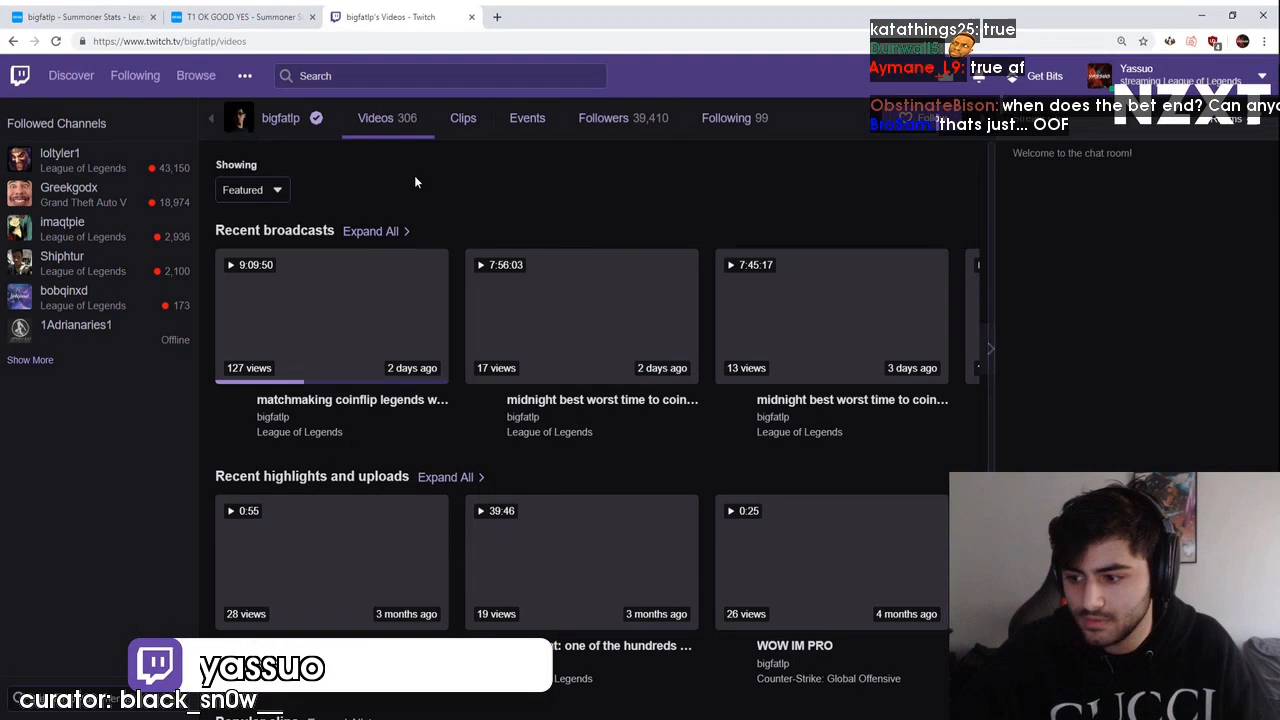 bigfatlp - Summoner Stats - Leag
T1 OK GOOD YES - Summoner S
bigfatlp's Videos - Twitch
https://www.twitch.tv/bigfatlp/videos
Discover
Following
Browse
Search
Get Bits
Yassuo
streaming League of Legends
katathings25: true
Dunwall5:
Aymane_L9: true af
ObstinateBison: when does the bet end? Can anyo
BroSam: thats just... OOF
NZXT
Followed Channels
loltyler1
League of Legends
43,150
Greekgodx
Grand Theft Auto V
18,974
imaqtpie
League of Legends
2,936
Shiphtur
League of Legends
2,100
bobqinxd
League of Legends
173
1Adrianaries1
Offline
Show More
bigfatlp
Videos 306
Clips
Events
Followers 39,410
Following 99
Welcome to the chat room!
Showing
Featured
Recent broadcasts Expand All
9:09:50
127 views
2 days ago
matchmaking coinflip legends w...
bigfatlp
League of Legends
7:56:03
17 views
2 days ago
midnight best worst time to coin...
bigfatlp
League of Legends
7:45:17
13 views
3 days ago
midnight best worst time to coin...
bigfatlp
League of Legends
Recent highlights and uploads Expand All
0:55
28 views
3 months ago
39:46
19 views
3 months ago
t: one of the hundreds ...
Legends
0:25
26 views
4 months ago
WOW IM PRO
bigfatlp
Counter-Strike: Global Offensive
yassuo
curator: black_sn0w__
GUCCI